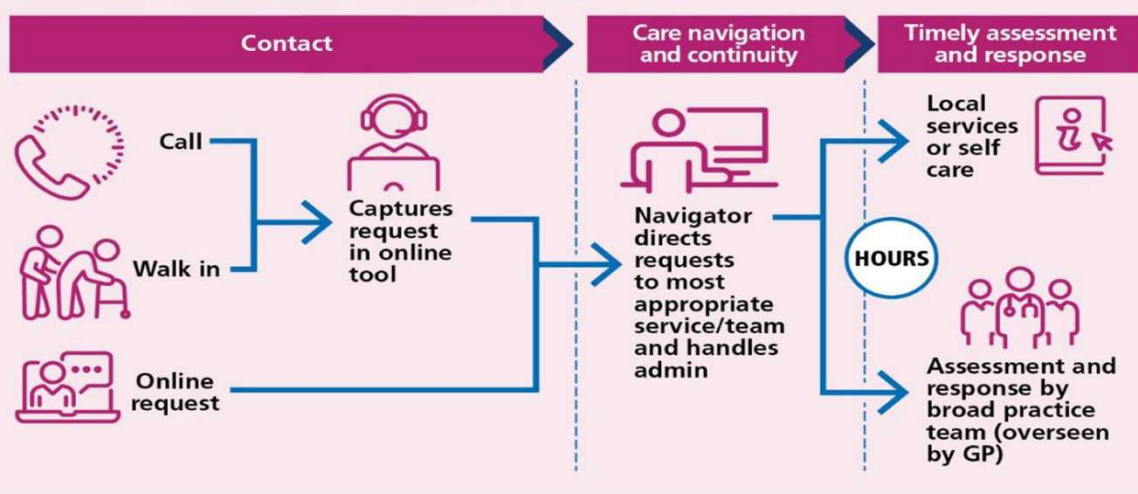 Contact
Care navigation
and continuity
Timely assessment
and response
Call
Walk in
Online
request
Captures
request
in online
tool
Navigator
directs
requests
to most
appropriate
service/team
and handles
admin
HOURS
Local
services
or self
care
i
Assessment and
response by
broad practice
team (overseen
by GP)